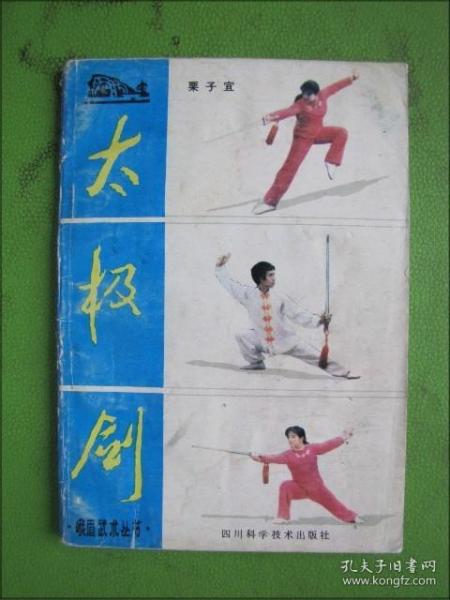 栗子宜
太
极
剑
·峨眉武术丛书·
四川科学技术出版社
孔夫子旧书网
www.kongfz.com